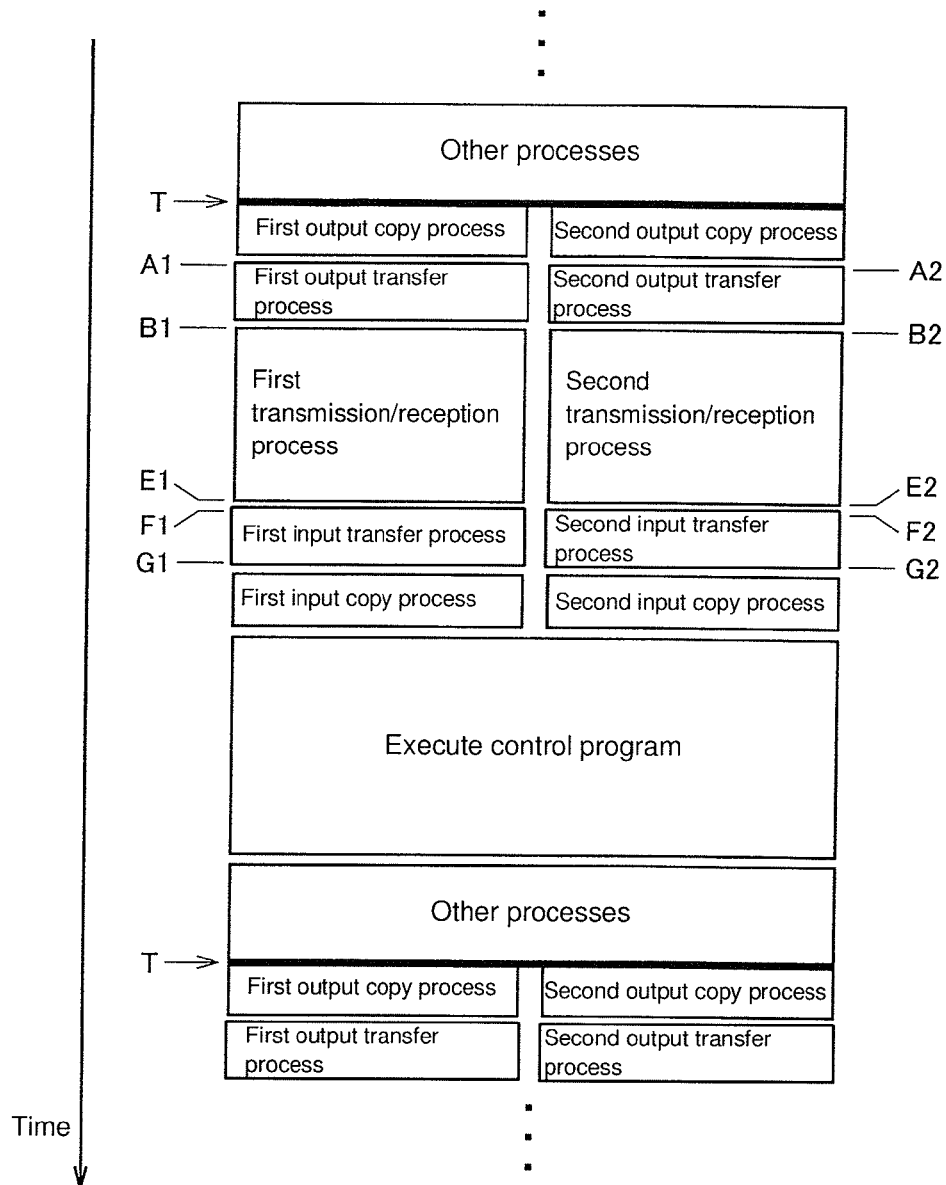 Other processes
T
First output copy process
Second output copy process
A1
A2
First output transfer
process
Second output transfer
process
B1
B2
First
transmission/reception
process
Second
transmission/reception
process
E1
E2
F1
F2
First input transfer process
Second input transfer
process
G1
G2
First input copy process
Second input copy process
Execute control program
Other processes
T
First output copy process
Second output copy process
First output transfer
process
Second output transfer
process
Time